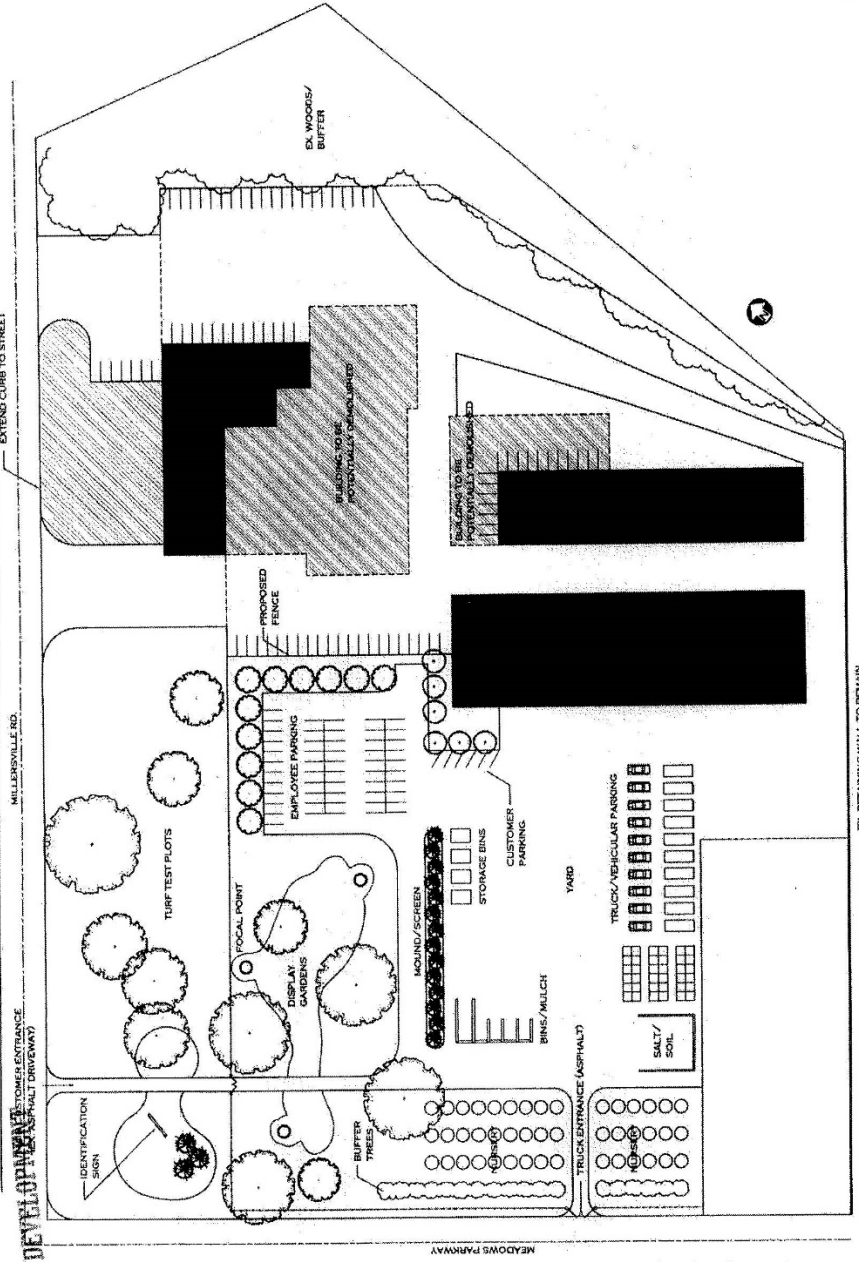 EXTEND CURB TO STREET
MILLERSVILLE RD.
EX. WOODS/
BUFFER
BUILDING TO BE
POTENTIALLY DEMOLISHED
BUILDING TO BE
POTENTIALLY DEMOLISHED
PROPOSED
FENCE
EMPLOYEE PARKING
TURF TEST PLOTS
FOCAL POINT
DISPLAY
GARDENS
MOUND/SCREEN
STORAGE BINS
CUSTOMER
PARKING
YARD
TRUCK/VEHICULAR PARKING
BINS/MULCH
SALT/
SOIL
TRUCK ENTRANCE (ASPHALT)
NURSERY
NURSERY
BUFFER
TREES
IDENTIFICATION
SIGN
ENTRANCE
ASPHALT DRIVEWAY)
DEVELOPMENT
MEADOWS PARKWAY